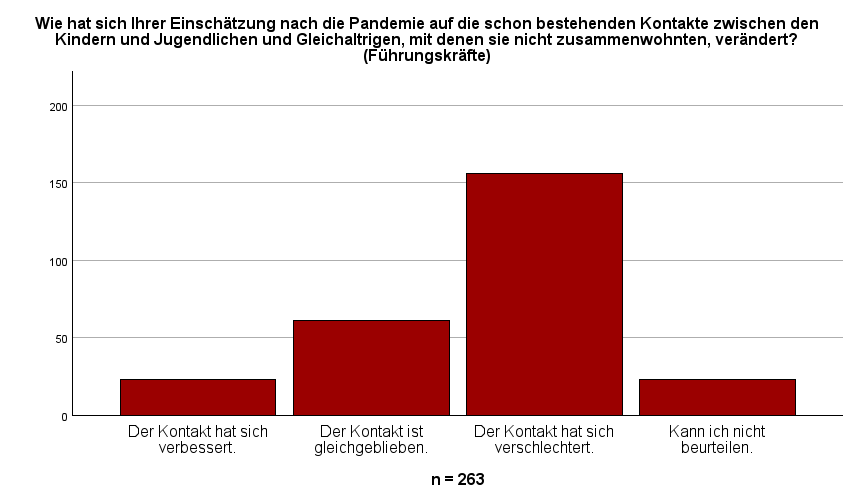 Wie hat sich Ihrer Einschätzung nach die Pandemie auf die schon bestehenden Kontakte zwischen den
Kindern und Jugendlichen und Gleichaltrigen, mit denen sie nicht zusammenwohnten, verändert?
(Führungskräfte)
200
150
100
50
0
Der Kontakt hat sich
verbessert.
Der Kontakt ist
gleichgeblieben.
Der Kontakt hat sich
verschlechtert.
Kann ich nicht
beurteilen.
n = 263